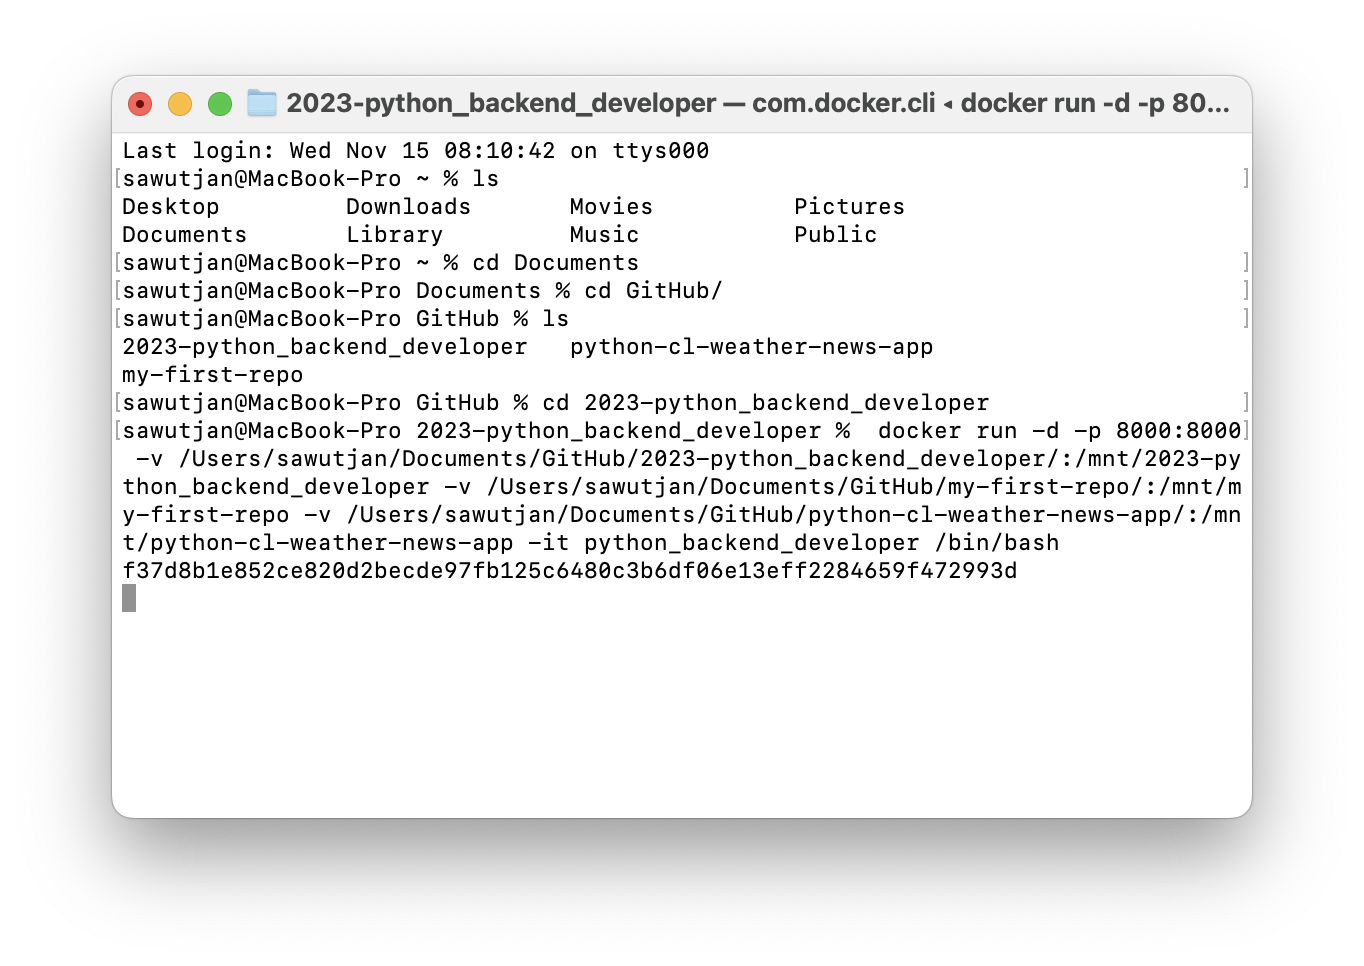 2023-python_backend_developer — com.docker.cli ◂ docker run -d -p 80...
Last login: Wed Nov 15 08:10:42 on ttys000
[sawutjan@MacBook-Pro ~ % ls ]
Desktop Downloads Movies Pictures
Documents Library Music Public
[sawutjan@MacBook-Pro ~ % cd Documents ]
[sawutjan@MacBook-Pro Documents % cd GitHub/ ]
[sawutjan@MacBook-Pro GitHub % ls ]
2023-python_backend_developer python-cl-weather-news-app
my-first-repo
[sawutjan@MacBook-Pro GitHub % cd 2023-python_backend_developer ]
[sawutjan@MacBook-Pro 2023-python_backend_developer %  docker run -d -p 8000:8000]
 -v /Users/sawutjan/Documents/GitHub/2023-python_backend_developer/:/mnt/2023-py
thon_backend_developer -v /Users/sawutjan/Documents/GitHub/my-first-repo/:/mnt/m
y-first-repo -v /Users/sawutjan/Documents/GitHub/python-cl-weather-news-app/:/mn
t/python-cl-weather-news-app -it python_backend_developer /bin/bash
f37d8b1e852ce820d2becde97fb125c6480c3b6df06e13eff2284659f472993d